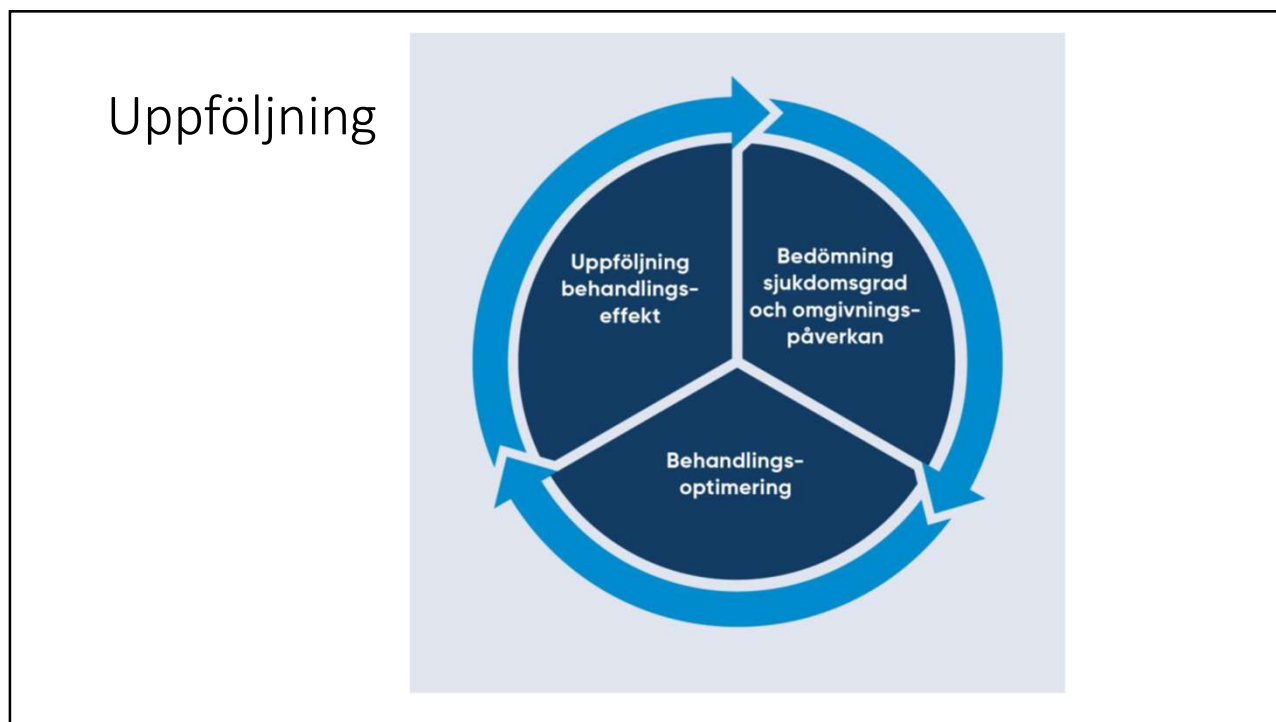 Uppföljning
Uppföljning
behandlings-
effekt
Bedömning
sjukdomsgrad
och omgivnings-
påverkan
Behandlings-
optimering